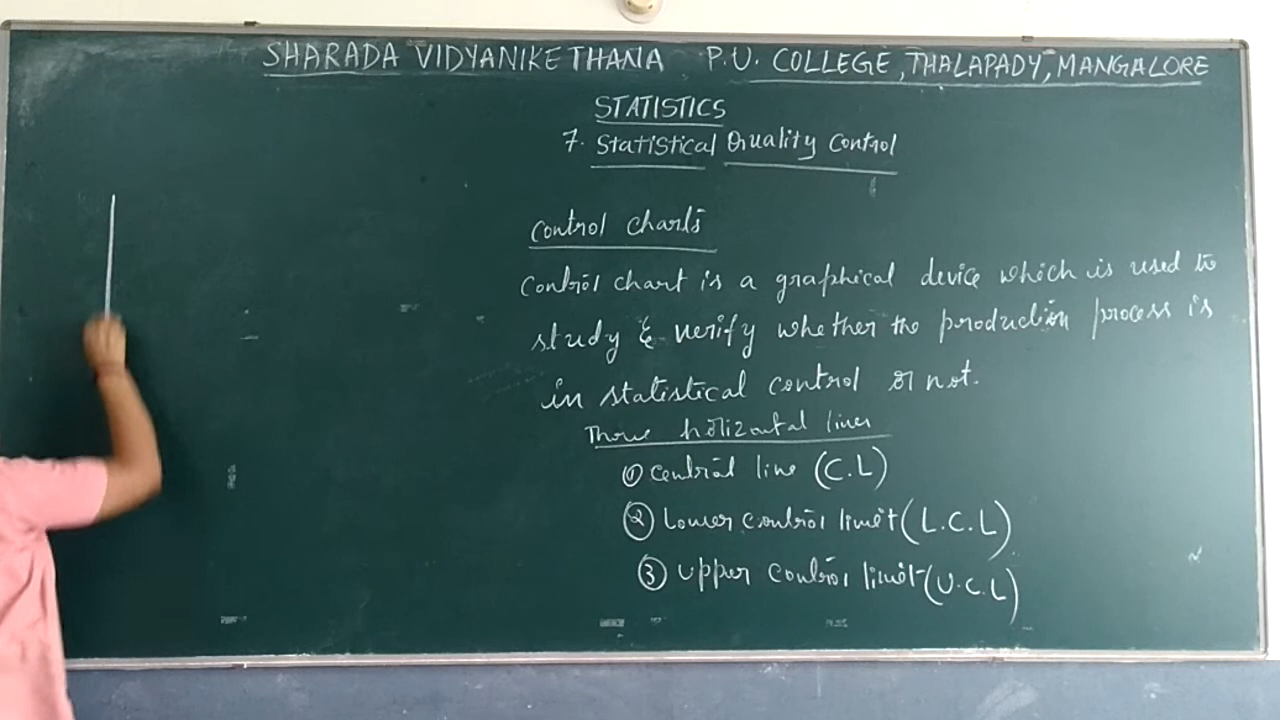 SHARADA VIDYANIKETHANA P.U. COLLEGE, THALAPADY, MANGALORE
STATISTICS
7. Statistical Quality Control
Control Charts
Control chart is a graphical device which is used to
study & verify whether the production process is
in statistical control or not.
Three horizontal lines
① Central line (C.L)
② Lower control limit (L.C.L)
③ Upper control limit (U.C.L)